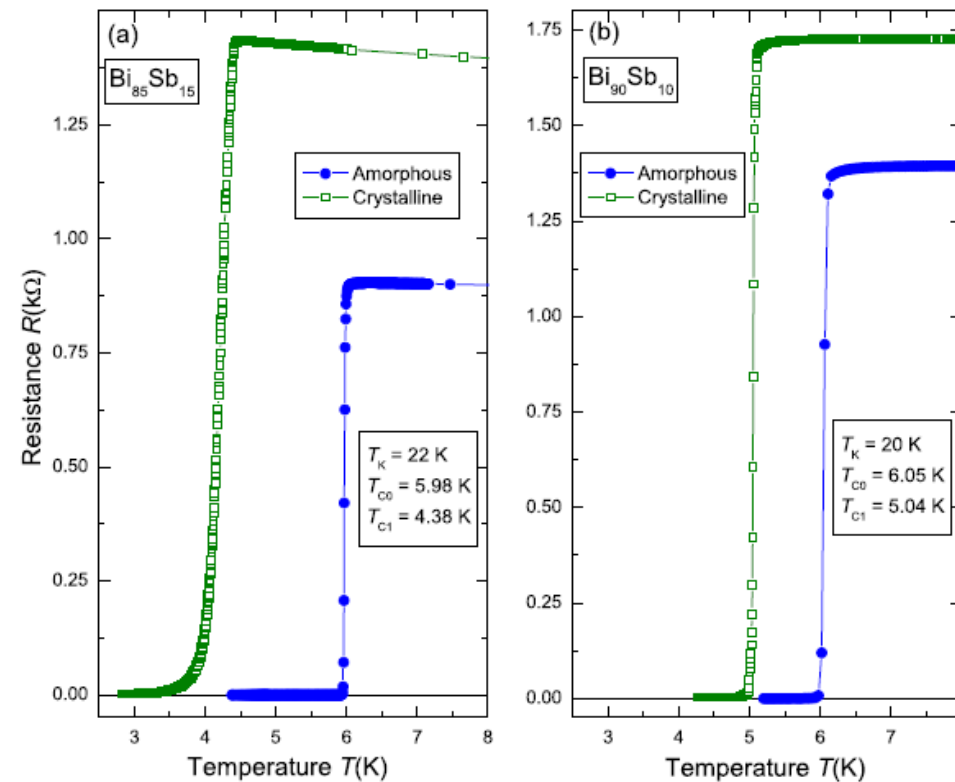 (a)
Bi85Sb15
Amorphous
Crystalline
TK = 22 K
TC0 = 5.98 K
TC1 = 4.38 K
Resistance R(kΩ)
1.25
1.00
0.75
0.50
0.25
0.00
3 4 5 6 7 8
Temperature T(K)
(b)
Bi90Sb10
Amorphous
Crystalline
TK = 20 K
TC0 = 6.05 K
TC1 = 5.04 K
1.75
1.50
1.25
1.00
0.75
0.50
0.25
0.00
3 4 5 6 7
Temperature T(K)